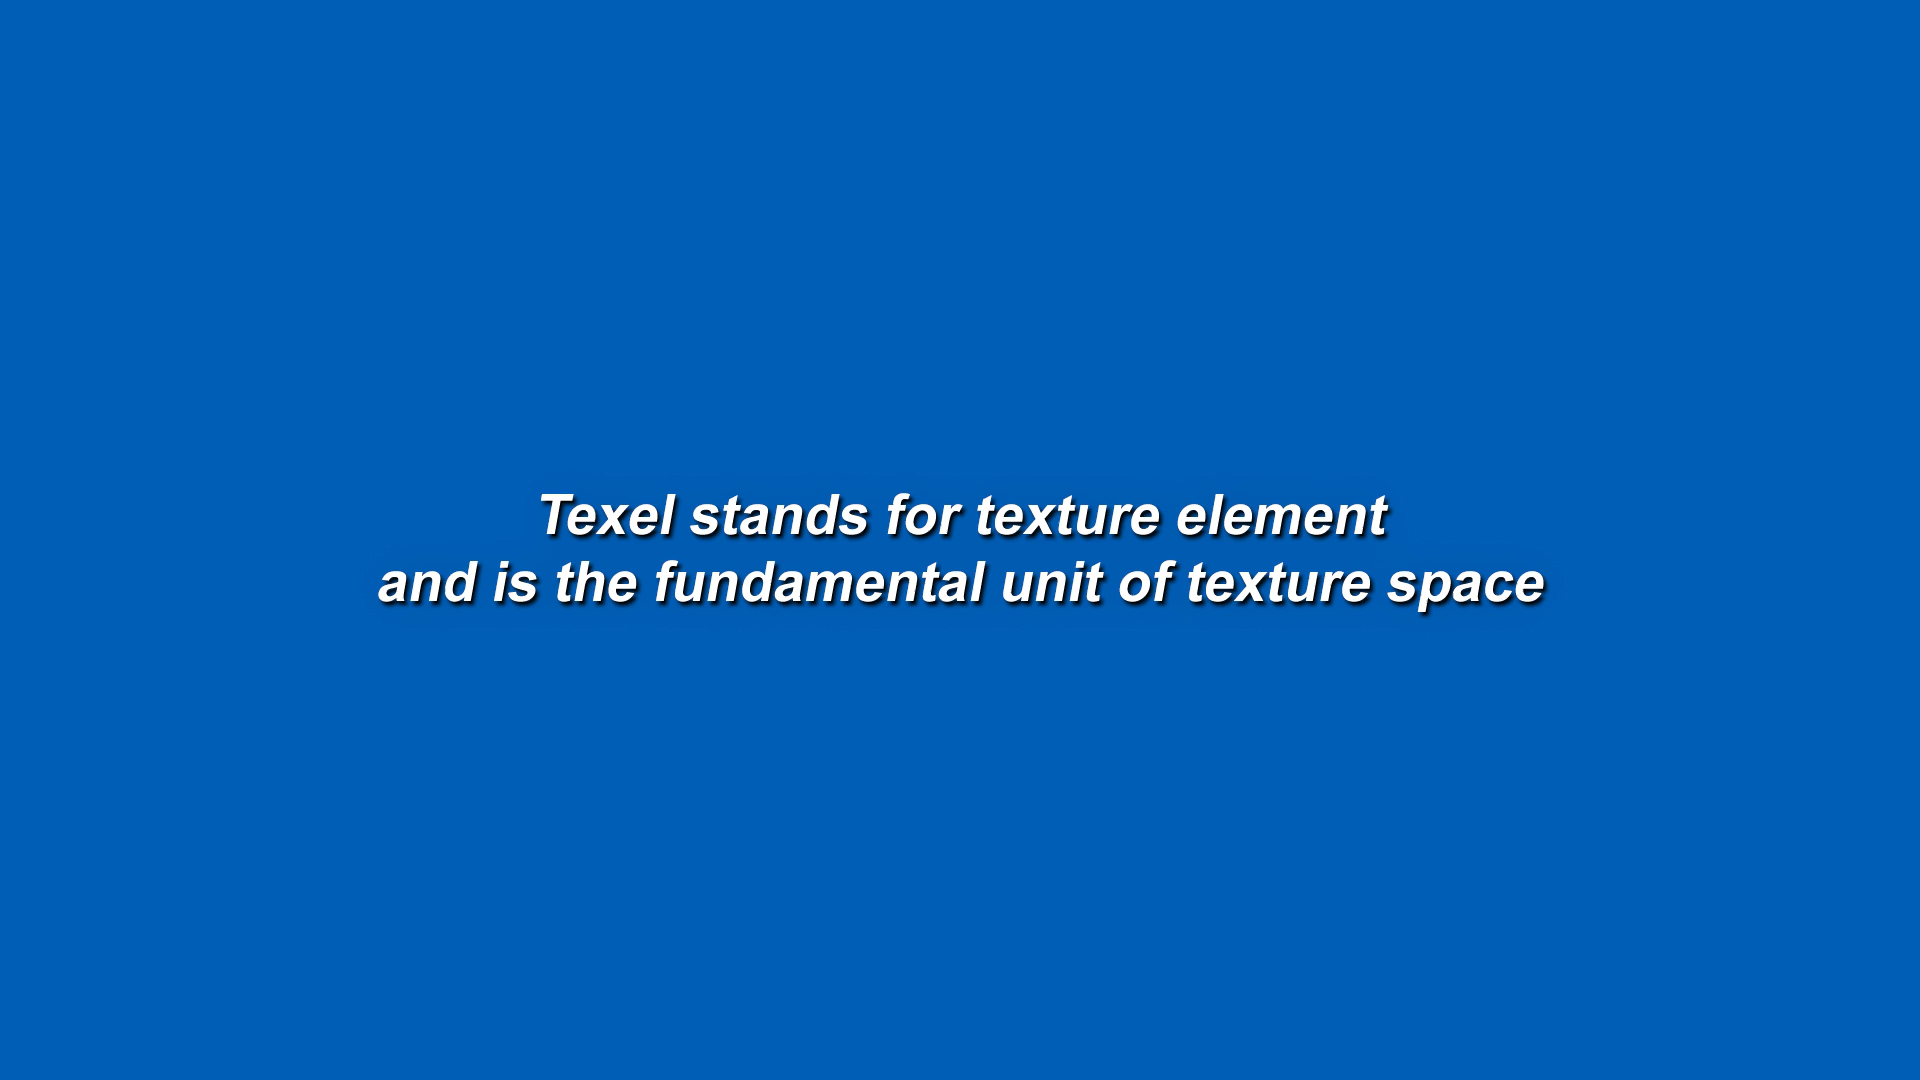 Texel stands for texture element
and is the fundamental unit of texture space